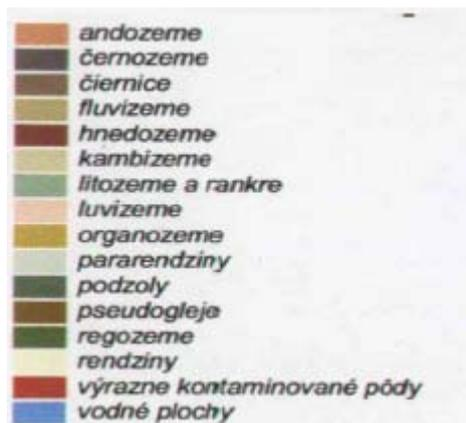 andozeme
černozeme
čiernice
fluvizeme
hnedozeme
kambizeme
litozeme a rankre
luvizeme
organozeme
pararendziny
podzoly
pseudogleje
regozeme
rendziny
výrazne kontaminované pôdy
vodné plochy